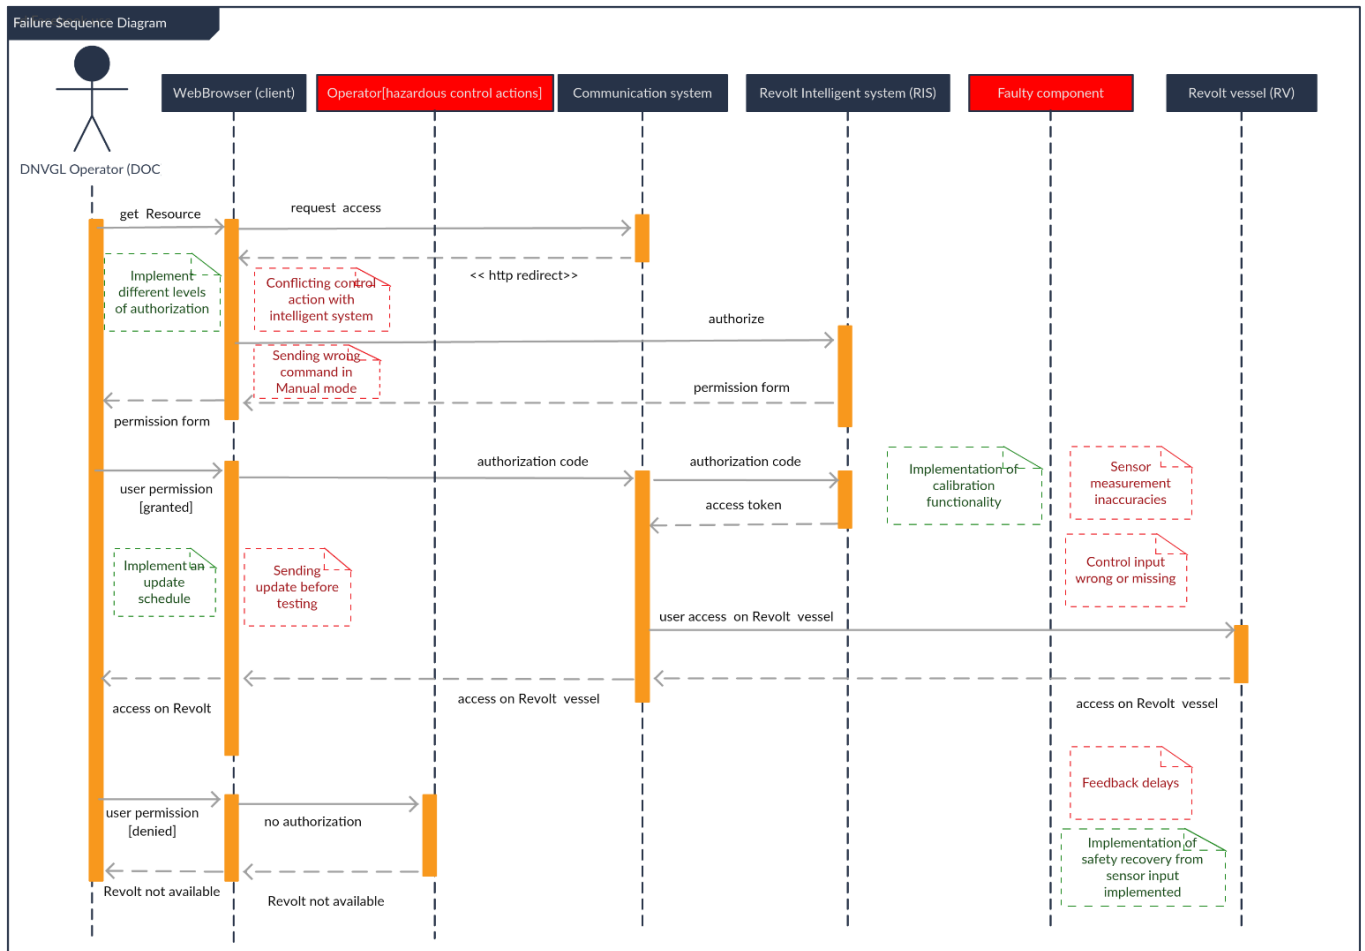 Failure Sequence Diagram
WebBrowser (client)
Operator[hazardous control actions]
Communication system
Revolt Intelligent system (RIS)
Faulty component
Revolt vessel (RV)
DNVGL Operator (DOC
get Resource
request access
<< http redirect>>
Implement
different levels
of authorization
Conflicting control
action with
intelligent system
authorize
Sending wrong
command in
Manual mode
permission form
permission form
authorization code
authorization code
user permission
[granted]
access token
Implementation of
calibration
functionality
Sensor
measurement
inaccuracies
Implement an
update
schedule
Sending
update before
testing
Control input
wrong or missing
user access on Revolt vessel
access on Revolt
access on Revolt vessel
access on Revolt vessel
Feedback delays
user permission
[denied]
no authorization
Implementation of
safety recovery from
sensor input
implemented
Revolt not available
Revolt not available